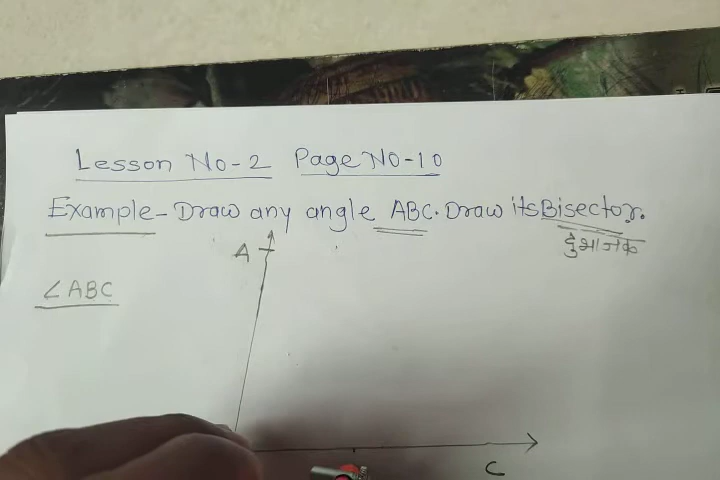 Lesson No-2 Page No-10
Example- Draw any angle ABC. Draw its Bisector.
दुभाजक
A
∠ABC
C